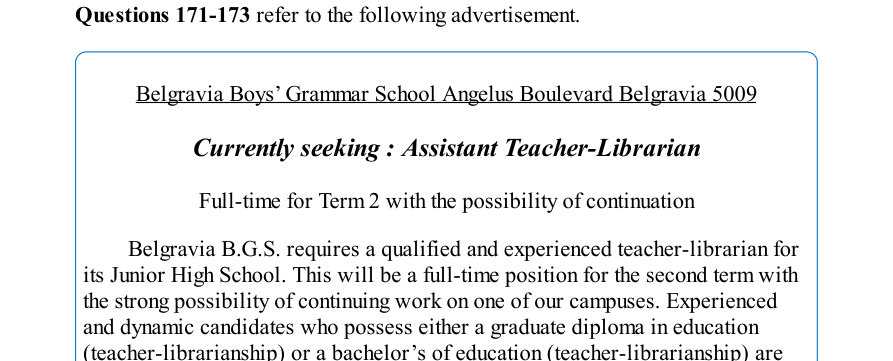 Questions 171-173 refer to the following advertisement.
Belgravia Boys’ Grammar School Angelus Boulevard Belgravia 5009
Currently seeking : Assistant Teacher-Librarian
Full-time for Term 2 with the possibility of continuation
Belgravia B.G.S. requires a qualified and experienced teacher-librarian for
its Junior High School. This will be a full-time position for the second term with
the strong possibility of continuing work on one of our campuses. Experienced
and dynamic candidates who possess either a graduate diploma in education
(teacher-librarianship) or a bachelor’s of education (teacher-librarianship) are